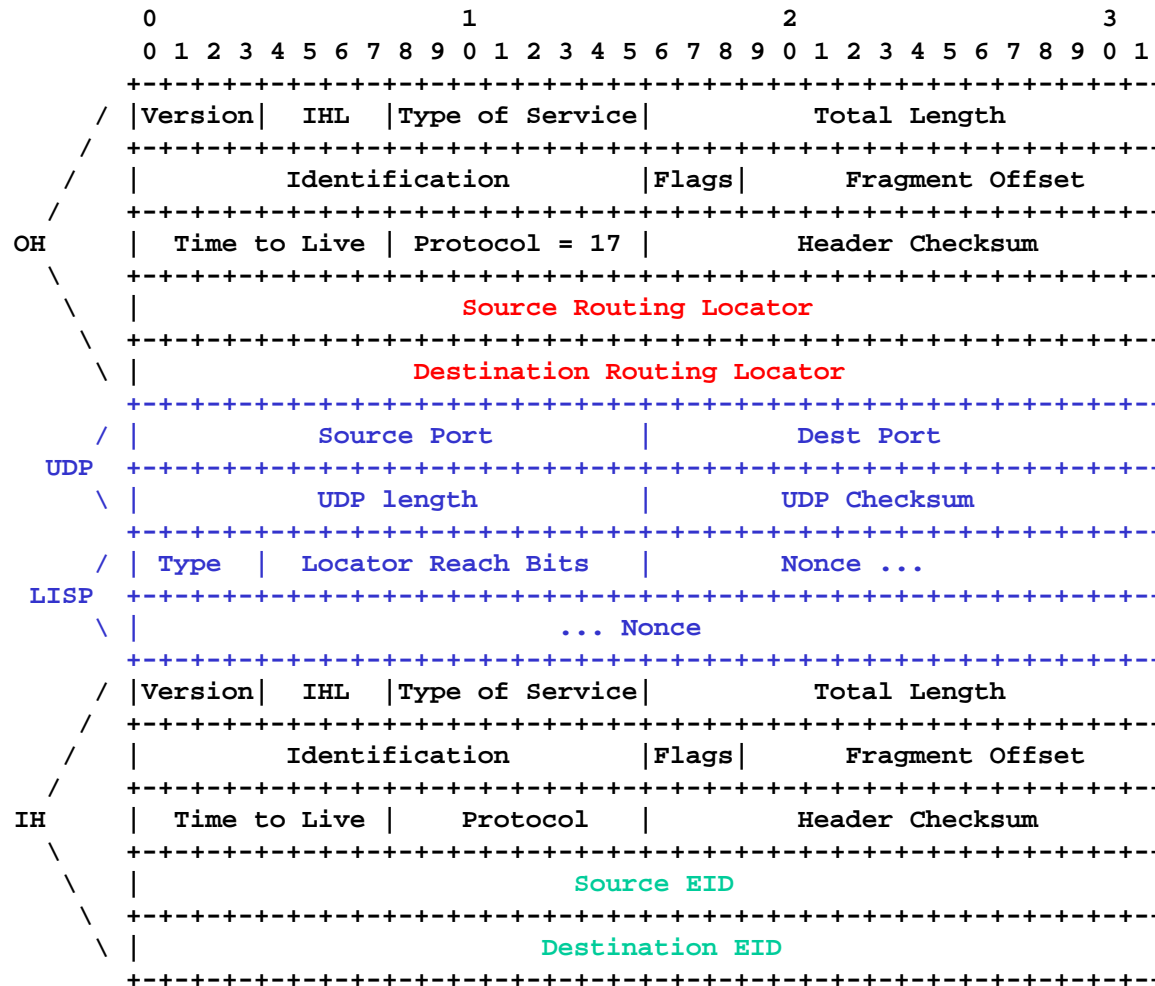 0                   1                   2                   3
0 1 2 3 4 5 6 7 8 9 0 1 2 3 4 5 6 7 8 9 0 1 2 3 4 5 6 7 8 9 0 1
+-+-+-+-+-+-+-+-+-+-+-+-+-+-+-+-+-+-+-+-+-+-+-+-+-+-+-+-+-+-+-+-
/ |Version|  IHL  |Type of Service|          Total Length
/ +-+-+-+-+-+-+-+-+-+-+-+-+-+-+-+-+-+-+-+-+-+-+-+-+-+-+-+-+-+-+-+-
/ |         Identification        |Flags|      Fragment Offset
/ +-+-+-+-+-+-+-+-+-+-+-+-+-+-+-+-+-+-+-+-+-+-+-+-+-+-+-+-+-+-+-+-
OH |  Time to Live | Protocol = 17 |         Header Checksum
\ +-+-+-+-+-+-+-+-+-+-+-+-+-+-+-+-+-+-+-+-+-+-+-+-+-+-+-+-+-+-+-+-
\ |                    Source Routing Locator
\ +-+-+-+-+-+-+-+-+-+-+-+-+-+-+-+-+-+-+-+-+-+-+-+-+-+-+-+-+-+-+-+-
\ |                 Destination Routing Locator
+-+-+-+-+-+-+-+-+-+-+-+-+-+-+-+-+-+-+-+-+-+-+-+-+-+-+-+-+-+-+-+-
/ |           Source Port         |         Dest Port
UDP +-+-+-+-+-+-+-+-+-+-+-+-+-+-+-+-+-+-+-+-+-+-+-+-+-+-+-+-+-+-+-+-
\ |           UDP length          |        UDP Checksum
+-+-+-+-+-+-+-+-+-+-+-+-+-+-+-+-+-+-+-+-+-+-+-+-+-+-+-+-+-+-+-+-
/ | Type  |  Locator Reach Bits   |        Nonce ...
LISP +-+-+-+-+-+-+-+-+-+-+-+-+-+-+-+-+-+-+-+-+-+-+-+-+-+-+-+-+-+-+-+-
\ |                          ... Nonce
+-+-+-+-+-+-+-+-+-+-+-+-+-+-+-+-+-+-+-+-+-+-+-+-+-+-+-+-+-+-+-+-
/ |Version|  IHL  |Type of Service|          Total Length
/ +-+-+-+-+-+-+-+-+-+-+-+-+-+-+-+-+-+-+-+-+-+-+-+-+-+-+-+-+-+-+-+-
/ |         Identification        |Flags|      Fragment Offset
/ +-+-+-+-+-+-+-+-+-+-+-+-+-+-+-+-+-+-+-+-+-+-+-+-+-+-+-+-+-+-+-+-
IH |  Time to Live |    Protocol   |         Header Checksum
\ +-+-+-+-+-+-+-+-+-+-+-+-+-+-+-+-+-+-+-+-+-+-+-+-+-+-+-+-+-+-+-+-
\ |                           Source EID
\ +-+-+-+-+-+-+-+-+-+-+-+-+-+-+-+-+-+-+-+-+-+-+-+-+-+-+-+-+-+-+-+-
\ |                         Destination EID
+-+-+-+-+-+-+-+-+-+-+-+-+-+-+-+-+-+-+-+-+-+-+-+-+-+-+-+-+-+-+-+-